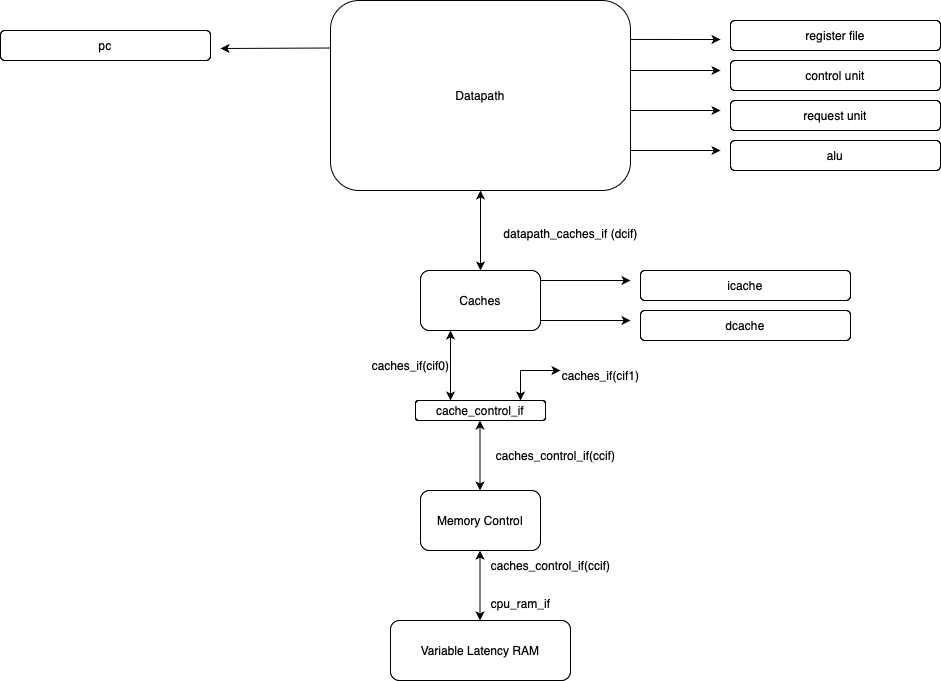 pc
register file
Datapath
control unit
request unit
alu
datapath_caches_if (dcif)
Caches
icache
dcache
caches_if(cif0)
caches_if(cif1)
cache_control_if
caches_control_if(ccif)
Memory Control
caches_control_if(ccif)
cpu_ram_if
Variable Latency RAM